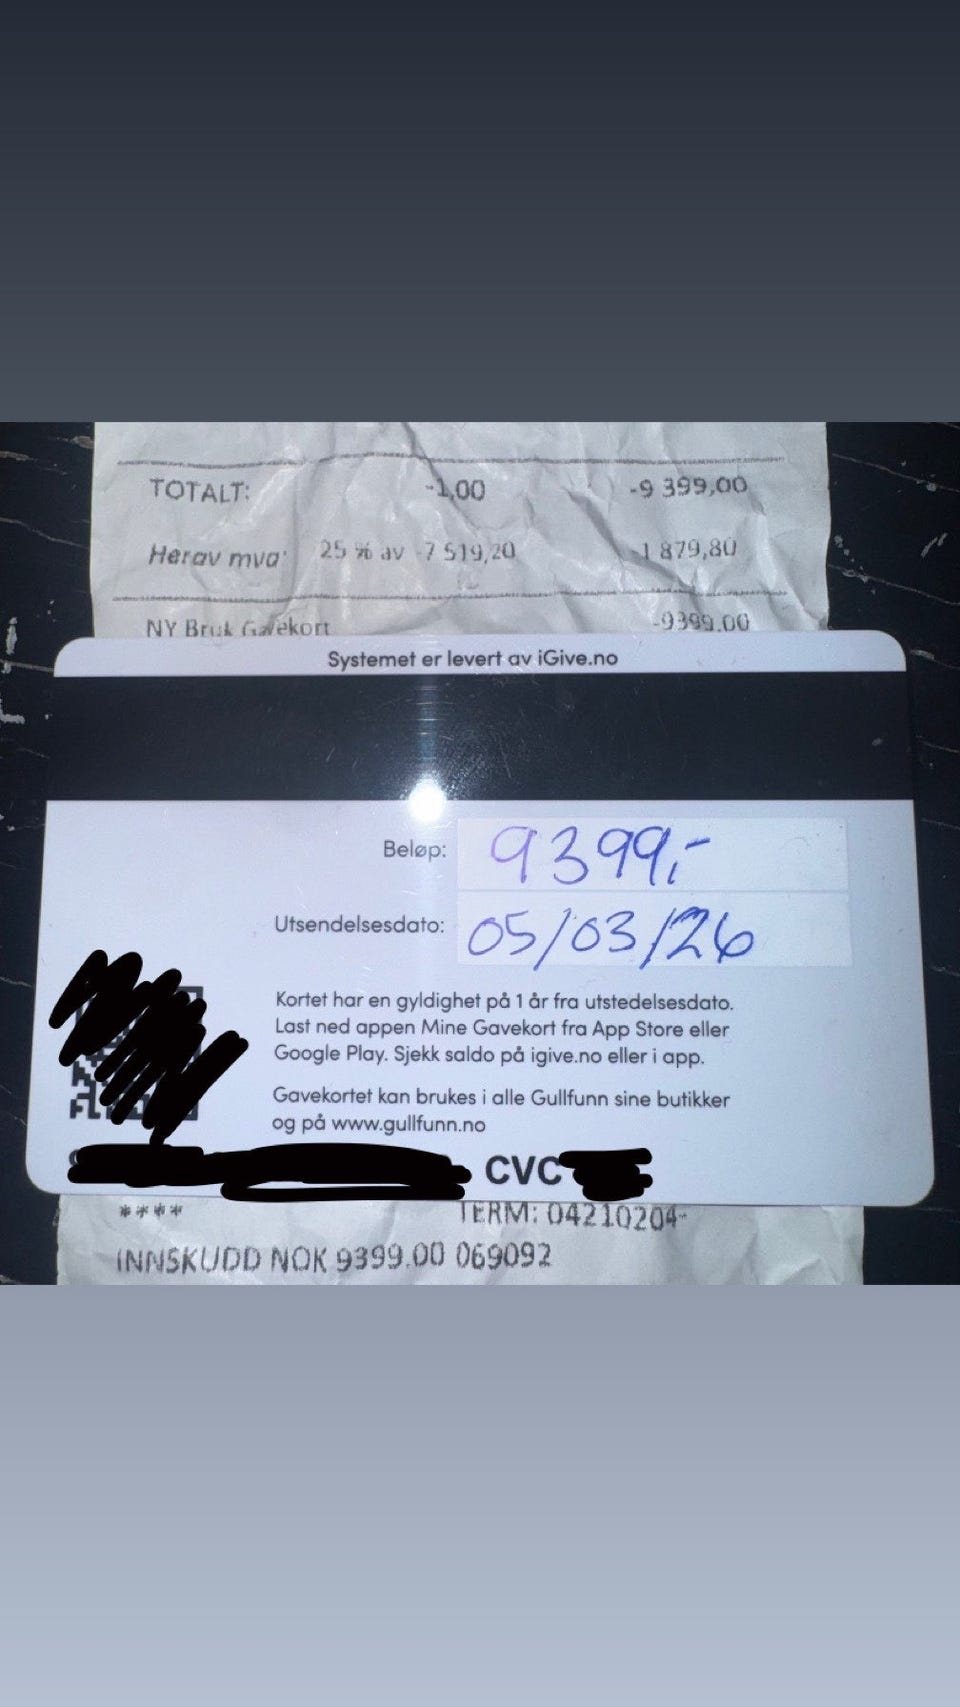 TOTALT: -1,00 -9 399,00
Herav mva: 25 % av -7 519,20 -1 879,80
NY Bruk Gavekort -9399.00
Systemet er levert av iGive.no
Beløp: 9399,-
Utsendelsesdato: 05/03/26
Kortet har en gyldighet på 1 år fra utstedelsesdato.
Last ned appen Mine Gavekort fra App Store eller
Google Play. Sjekk saldo på igive.no eller i app.
Gavekortet kan brukes i alle Gullfunn sine butikker
og på www.gullfunn.no
CVC
**** TERM: 04210204-
INNSKUDD NOK 9399.00 069092